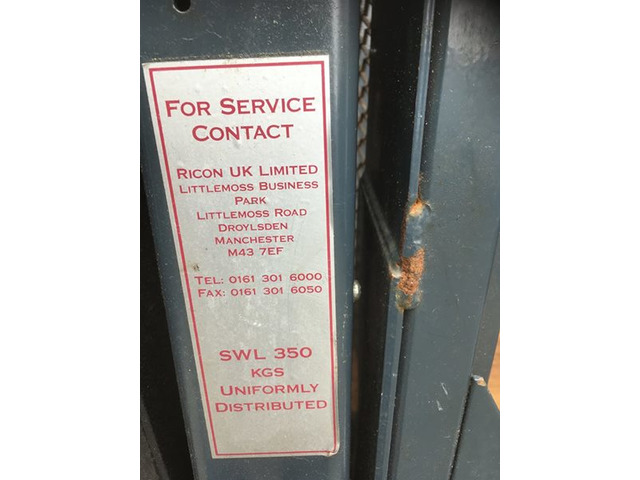 FOR SERVICE
CONTACT
RICON UK LIMITED
LITTLEMOSS BUSINESS
PARK
LITTLEMOSS ROAD
DROYLSDEN
MANCHESTER
M43 7EF
TEL: 0161 301 6000
FAX: 0161 301 6050
SWL 350
KGS
UNIFORMLY
DISTRIBUTED